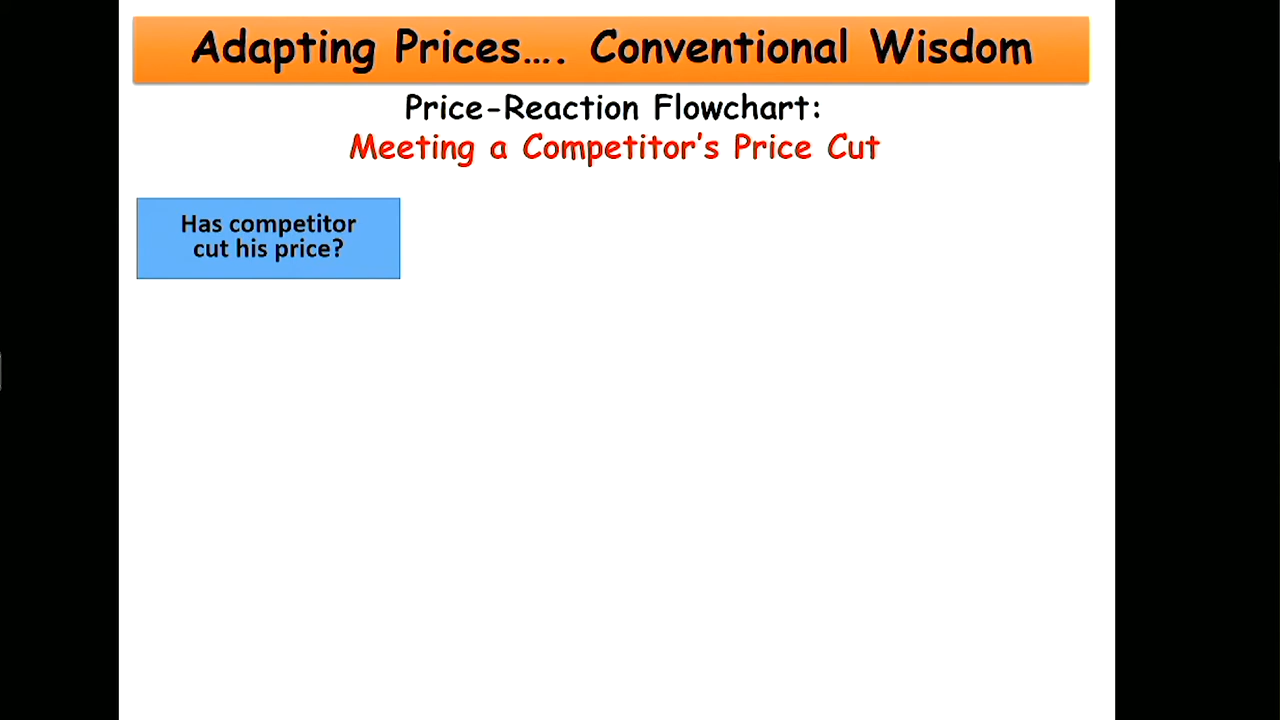 Adapting Prices…. Conventional Wisdom
Price-Reaction Flowchart:
Meeting a Competitor's Price Cut
Has competitor
cut his price?